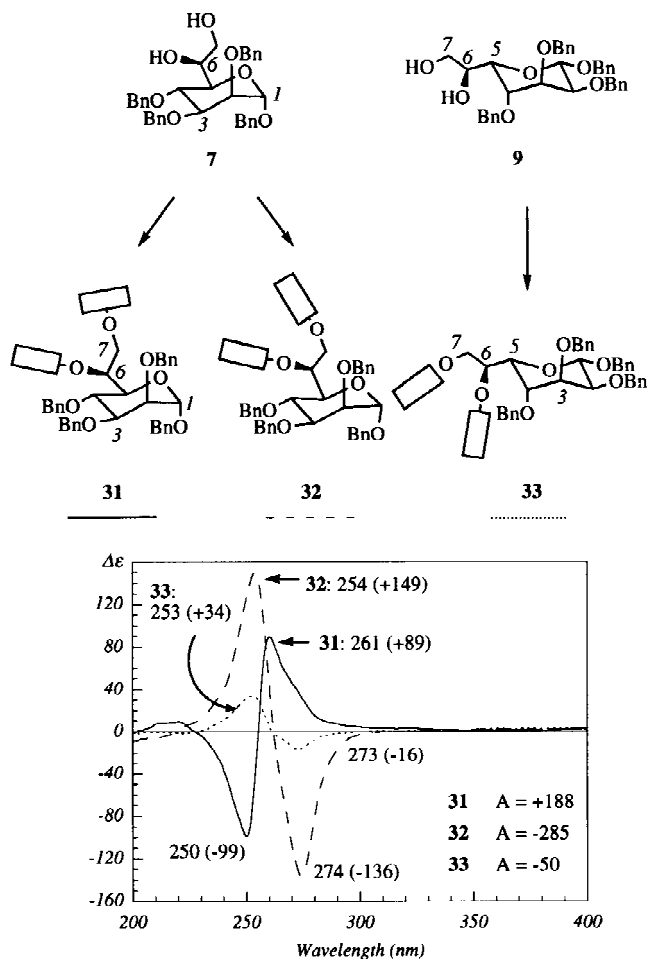 HO
7
HO
OBn
6
O
BnO
1
BnO
3
BnO
7
7
5
OBn
6
O
HO
OBn
OBn
HO
BnO
9
O
7
O
OBn
6
O
BnO
1
BnO
3
BnO
31
O
O
OBn
O
BnO
BnO
BnO
32
7
5
OBn
O
6
O
OBn
OBn
O
BnO
3
33
Δε
120
80
40
0
-40
-80
-120
-160
33:
253 (+34)
32: 254 (+149)
31: 261 (+89)
273 (-16)
250 (-99)
274 (-136)
31 A = +188
32 A = -285
33 A = -50
200 250 300 350 400
Wavelength (nm)